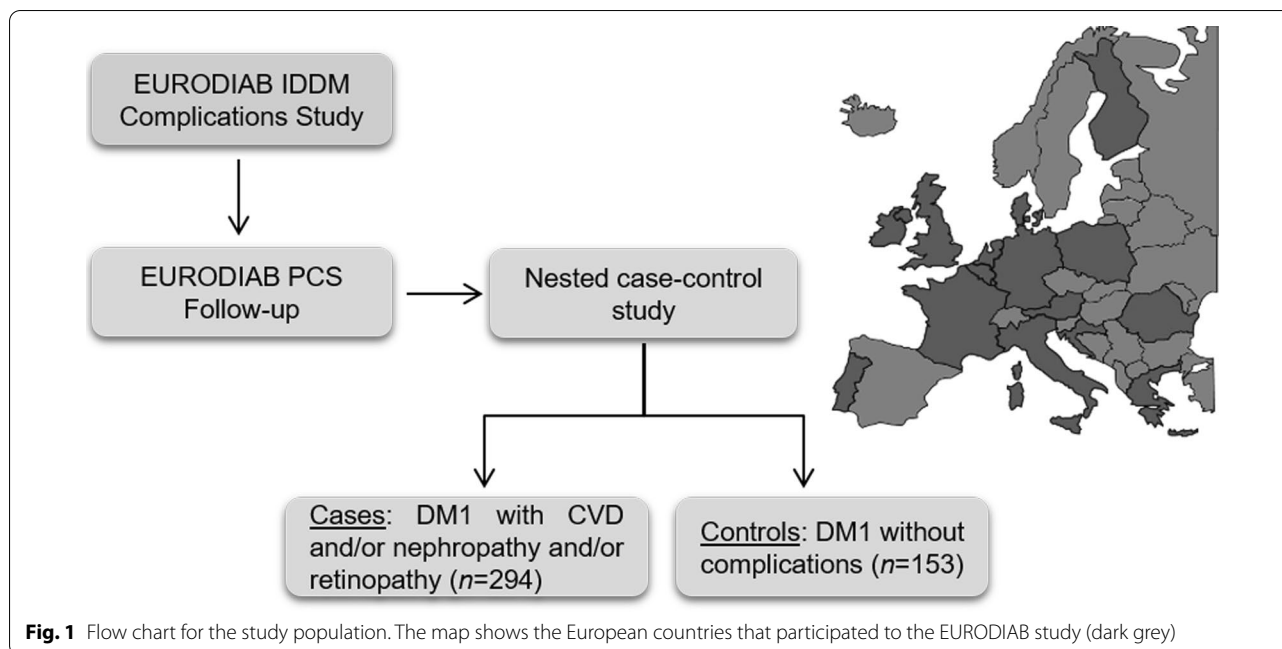 EURODIAB IDDM
Complications Study
EURODIAB PCS
Follow-up
Nested case-control
study
Cases: DM1 with CVD
and/or nephropathy and/or
retinopathy (n=294)
Controls: DM1 without
complications (n=153)
Fig. 1 Flow chart for the study population. The map shows the European countries that participated to the EURODIAB study (dark grey)